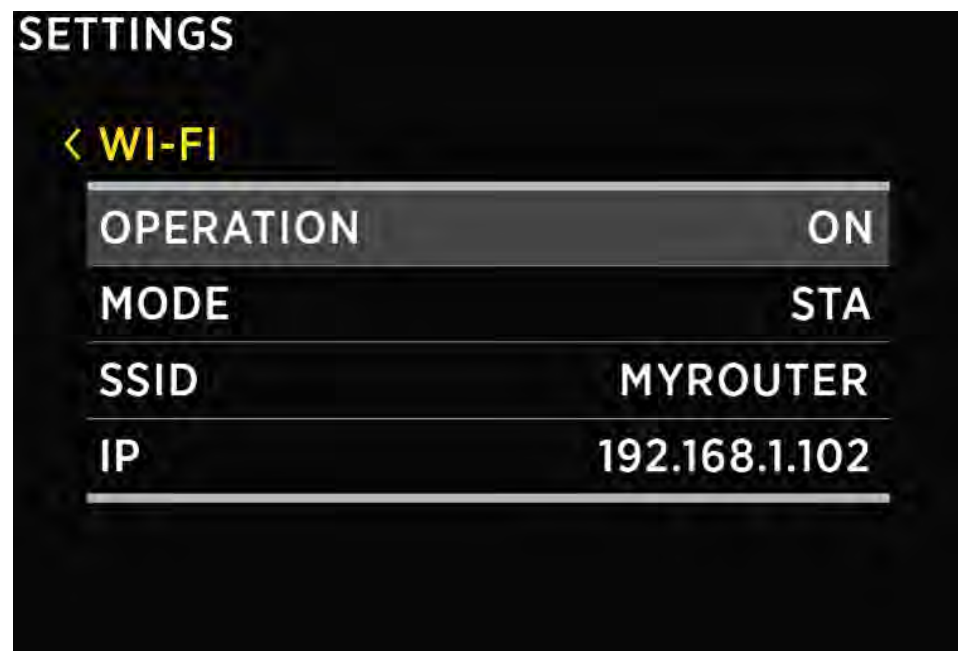 SETTINGS
< WI-FI
OPERATION ON
MODE STA
SSID MYROUTER
IP 192.168.1.102